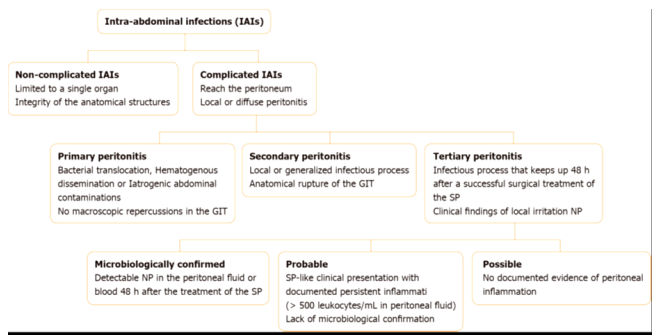 Intra-abdominal infections (IAIs)
Non-complicated IAIs
Limited to a single organ
Integrity of the anatomical structures
Complicated IAIs
Reach the peritoneum
Local or diffuse peritonitis
Primary peritonitis
Bacterial translocation, Hematogenous
dissemination or Iatrogenic abdominal
contaminations
No macroscopic repercussions in the GIT
Secondary peritonitis
Local or generalized infectious process
Anatomical rupture of the GIT
Tertiary peritonitis
Infectious process that keeps up 48 h
after a successful surgical treatment of
the SP
Clinical findings of local irritation NP
Microbiologically confirmed
Detectable NP in the peritoneal fluid or
blood 48 h after the treatment of the SP
Probable
SP-like clinical presentation with
documented persistent inflammati
(> 500 leukocytes/mL in peritoneal fluid)
Lack of microbiological confirmation
Possible
No documented evidence of peritoneal
inflammation